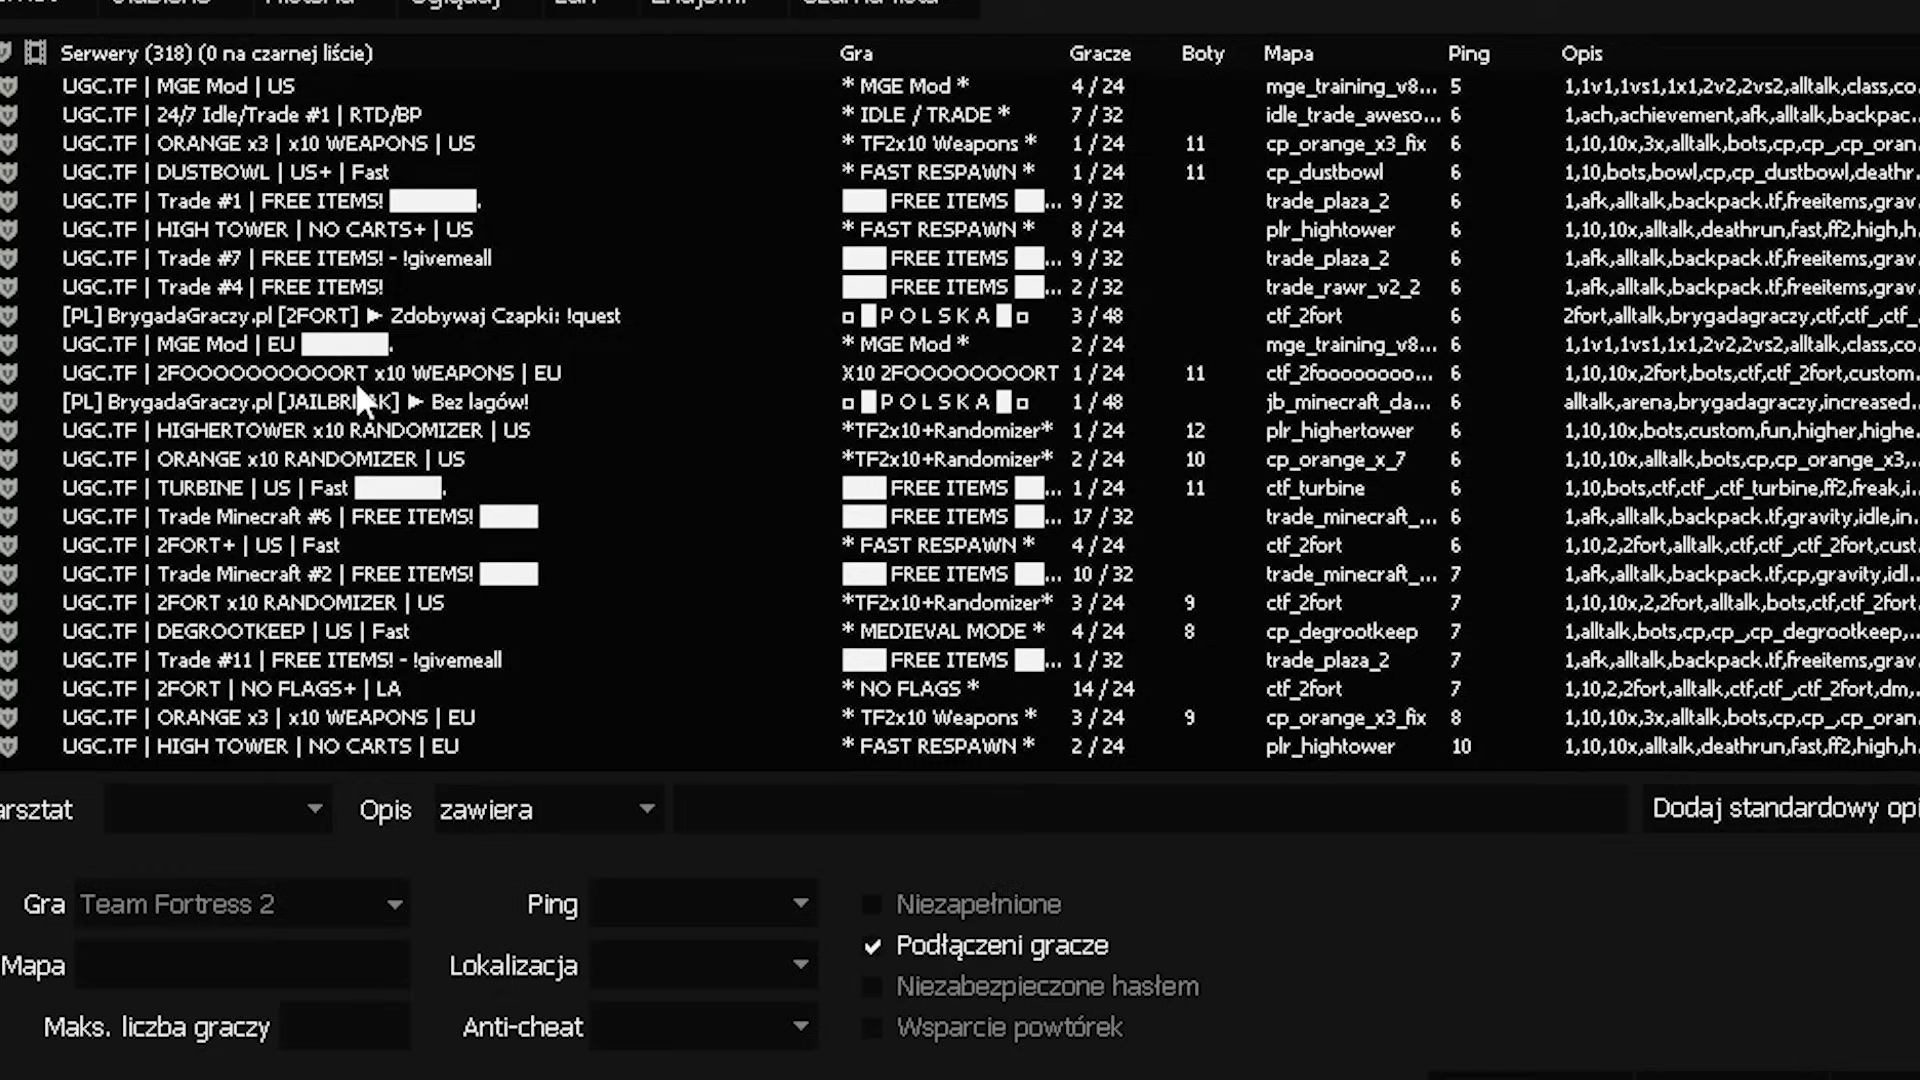 Serwery (318) (0 na czarnej liście) Gra Gracze Boty Mapa Ping Opis
UGC.TF | MGE Mod | US * MGE Mod * 4 / 24 mge_training_v8... 5 1,1v1,1vs1,1x1,2v2,2vs2,alltalk,class,co...
UGC.TF | 24/7 Idle/Trade #1 | RTD/BP * IDLE / TRADE * 7 / 32 idle_trade_aweso... 6 1,ach,achievement,afk,alltalk,backpac...
UGC.TF | ORANGE x3 | x10 WEAPONS | US * TF2x10 Weapons * 1 / 24 11 cp_orange_x3_fix 6 1,10,10x,3x,alltalk,bots,cp,cp_,cp_oran...
UGC.TF | DUSTBOWL | US+ | Fast * FAST RESPAWN * 1 / 24 11 cp_dustbowl 6 1,10,bots,bowl,cp,cp_dustbowl,deathr...
UGC.TF | Trade #1 | FREE ITEMS! . FREE ITEMS ... 9 / 32 trade_plaza_2 6 1,afk,alltalk,backpack.tf,freeitems,grav...
UGC.TF | HIGH TOWER | NO CARTS+ | US * FAST RESPAWN * 8 / 24 plr_hightower 6 1,10,10x,alltalk,deathrun,fast,ff2,high,h...
UGC.TF | Trade #7 | FREE ITEMS! - !givemeall FREE ITEMS ... 9 / 32 trade_plaza_2 6 1,afk,alltalk,backpack.tf,freeitems,grav...
UGC.TF | Trade #4 | FREE ITEMS! FREE ITEMS ... 2 / 32 trade_rawr_v2_2 6 1,afk,alltalk,backpack.tf,freeitems,grav...
[PL] BrygadaGraczy.pl [2FORT] ► Zdobywaj Czapki: !quest ¤ █ P O L S K A █ ¤ 3 / 48 ctf_2fort 6 2fort,alltalk,brygadagraczy,ctf,ctf_,ctf_...
UGC.TF | MGE Mod | EU . * MGE Mod * 2 / 24 mge_training_v8... 6 1,1v1,1vs1,1x1,2v2,2vs2,alltalk,class,co...
UGC.TF | 2FOOOOOOOOOORT x10 WEAPONS | EU X10 2FOOOOOOOORT 1 / 24 11 ctf_2fooooooo... 6 1,10,10x,2fort,bots,ctf,ctf_2fort,custom...
[PL] BrygadaGraczy.pl [JAILBREAK] ► Bez lagów! ¤ █ P O L S K A █ ¤ 1 / 48 jb_minecraft_da... 6 alltalk,arena,brygadagraczy,increased...
UGC.TF | HIGHERTOWER x10 RANDOMIZER | US *TF2x10+Randomizer* 1 / 24 12 plr_highertower 6 1,10,10x,bots,custom,fun,higher,highe...
UGC.TF | ORANGE x10 RANDOMIZER | US *TF2x10+Randomizer* 2 / 24 10 cp_orange_x_7 6 1,10,10x,alltalk,bots,cp,cp_orange_x3,...
UGC.TF | TURBINE | US | Fast . FREE ITEMS ... 1 / 24 11 ctf_turbine 6 1,10,bots,ctf,ctf_,ctf_turbine,ff2,freak,i...
UGC.TF | Trade Minecraft #6 | FREE ITEMS! FREE ITEMS ... 17 / 32 trade_minecraft_... 6 1,afk,alltalk,backpack.tf,gravity,idle,in...
UGC.TF | 2FORT+ | US | Fast * FAST RESPAWN * 4 / 24 ctf_2fort 6 1,10,2,2fort,alltalk,ctf,ctf_,ctf_2fort,cust...
UGC.TF | Trade Minecraft #2 | FREE ITEMS! FREE ITEMS ... 10 / 32 trade_minecraft_... 7 1,afk,alltalk,backpack.tf,cp,gravity,idl...
UGC.TF | 2FORT x10 RANDOMIZER | US *TF2x10+Randomizer* 3 / 24 9 ctf_2fort 7 1,10,10x,2,2fort,alltalk,bots,ctf,ctf_2fort...
UGC.TF | DEGROOTKEEP | US | Fast * MEDIEVAL MODE * 4 / 24 8 cp_degrootkeep 7 1,alltalk,bots,cp,cp_,cp_degrootkeep,...
UGC.TF | Trade #11 | FREE ITEMS! - !givemeall FREE ITEMS ... 1 / 32 trade_plaza_2 7 1,afk,alltalk,backpack.tf,freeitems,grav...
UGC.TF | 2FORT | NO FLAGS+ | LA * NO FLAGS * 14 / 24 ctf_2fort 7 1,10,2,2fort,alltalk,ctf,ctf_,ctf_2fort,dm,...
UGC.TF | ORANGE x3 | x10 WEAPONS | EU * TF2x10 Weapons * 3 / 24 9 cp_orange_x3_fix 8 1,10,10x,3x,alltalk,bots,cp,cp_,cp_oran...
UGC.TF | HIGH TOWER | NO CARTS | EU * FAST RESPAWN * 2 / 24 plr_hightower 10 1,10,10x,alltalk,deathrun,fast,ff2,high,h...
arsztat Opis zawiera Dodaj standardowy opi
Gra Team Fortress 2 Ping Niezapełnione
Podłączeni gracze
Mapa Lokalizacja
Niezabezpieczone hasłem
Maks. liczba graczy Anti-cheat Wsparcie powtórek